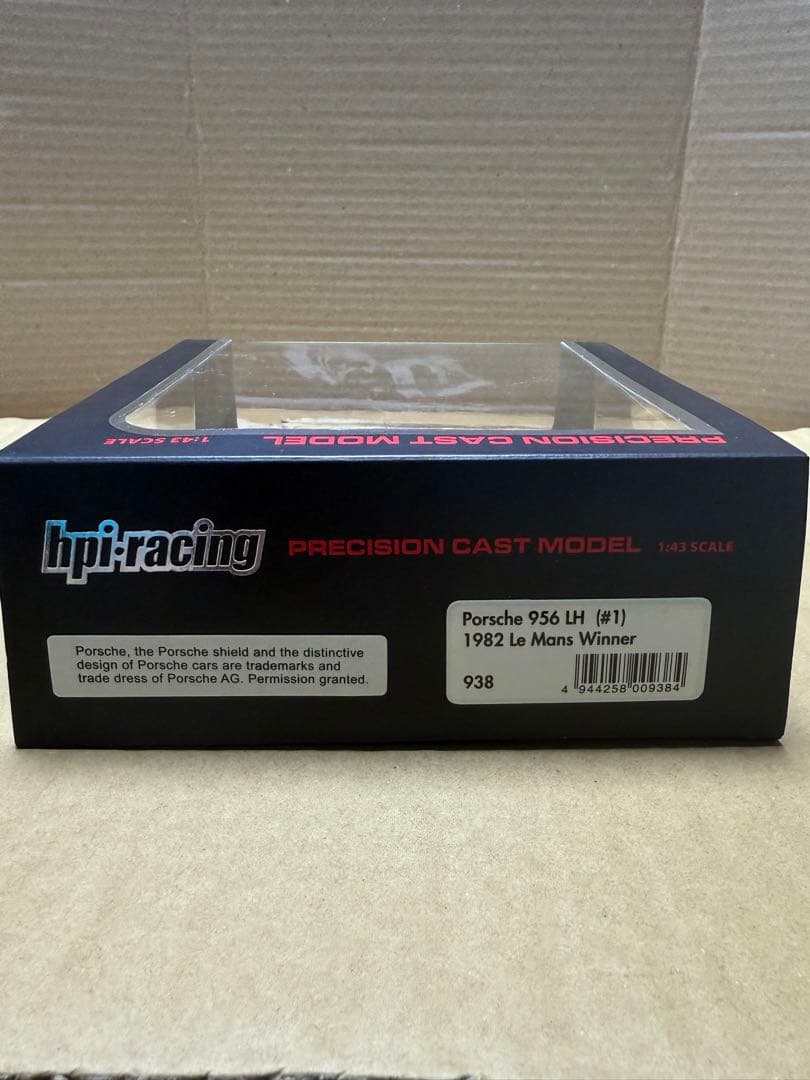 PRECISION CAST MODEL 1:43 SCALE
hpi·racing PRECISION CAST MODEL 1:43 SCALE
Porsche, the Porsche shield and the distinctive
design of Porsche cars are trademarks and
trade dress of Porsche AG. Permission granted.
Porsche 956 LH (#1)
1982 Le Mans Winner
938
4 944258 009384